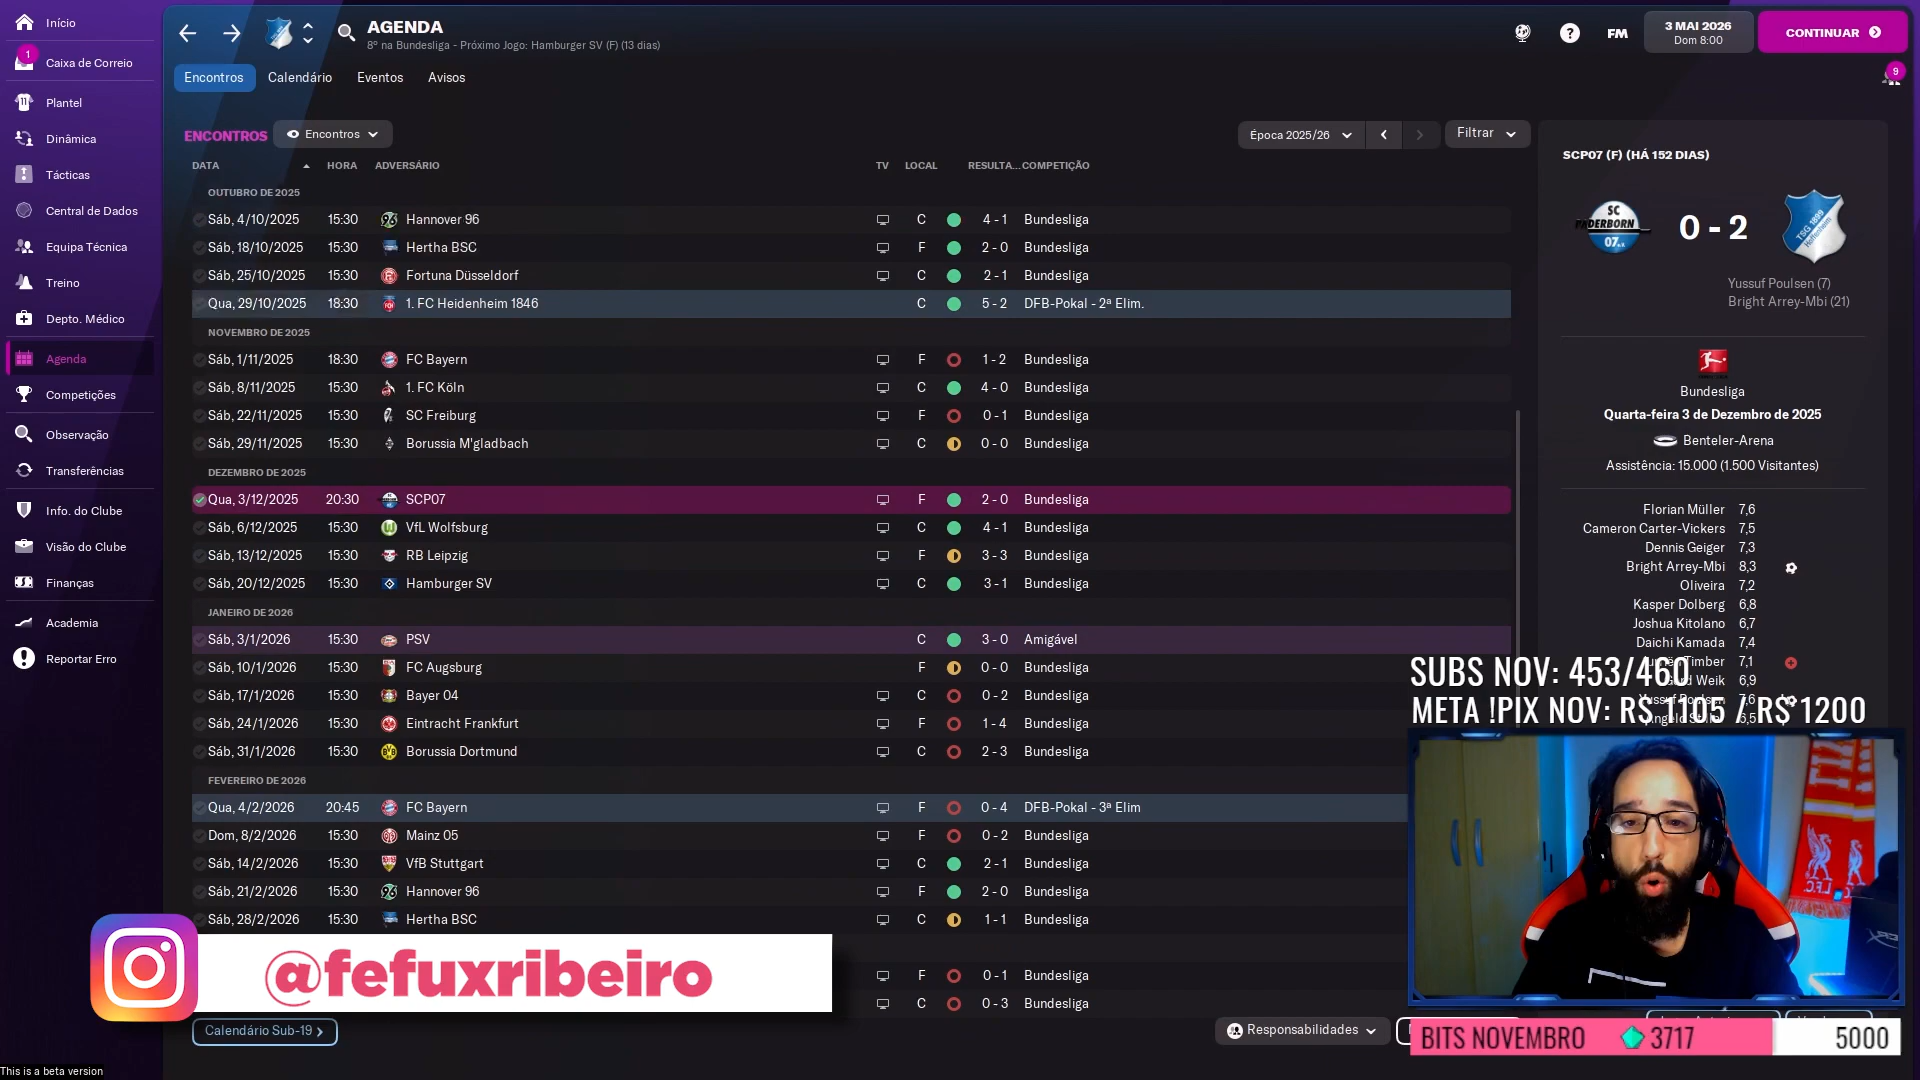 Início
1
Caixa de Correio
Plantel
Dinâmica
Tácticas
Central de Dados
Equipa Técnica
Treino
Depto. Médico
Agenda
Competições
Observação
Transferências
Info. do Clube
Visão do Clube
Finanças
Academia
Reportar Erro
This is a beta version
AGENDA
8º na Bundesliga - Próximo Jogo: Hamburger SV (F) (13 dias)
FM
3 MAI 2026
Dom 8:00
CONTINUAR
9
Encontros Calendário Eventos Avisos
ENCONTROS Encontros
Época 2025/26 Filtrar
DATA HORA ADVERSÁRIO TV LOCAL RESULTA... COMPETIÇÃO
OUTUBRO DE 2025
Sáb, 4/10/2025 15:30 Hannover 96 C 4 - 1 Bundesliga
Sáb, 18/10/2025 15:30 Hertha BSC F 2 - 0 Bundesliga
Sáb, 25/10/2025 15:30 Fortuna Düsseldorf C 2 - 1 Bundesliga
Qua, 29/10/2025 18:30 1. FC Heidenheim 1846 C 5 - 2 DFB-Pokal - 2ª Elim.
NOVEMBRO DE 2025
Sáb, 1/11/2025 18:30 FC Bayern F 1 - 2 Bundesliga
Sáb, 8/11/2025 15:30 1. FC Köln C 4 - 0 Bundesliga
Sáb, 22/11/2025 15:30 SC Freiburg F 0 - 1 Bundesliga
Sáb, 29/11/2025 15:30 Borussia M'gladbach C 0 - 0 Bundesliga
DEZEMBRO DE 2025
Qua, 3/12/2025 20:30 SCP07 F 2 - 0 Bundesliga
Sáb, 6/12/2025 15:30 VfL Wolfsburg C 4 - 1 Bundesliga
Sáb, 13/12/2025 15:30 RB Leipzig F 3 - 3 Bundesliga
Sáb, 20/12/2025 15:30 Hamburger SV C 3 - 1 Bundesliga
JANEIRO DE 2026
Sáb, 3/1/2026 15:30 PSV C 3 - 0 Amigável
Sáb, 10/1/2026 15:30 FC Augsburg F 0 - 0 Bundesliga
Sáb, 17/1/2026 15:30 Bayer 04 C 0 - 2 Bundesliga
Sáb, 24/1/2026 15:30 Eintracht Frankfurt F 1 - 4 Bundesliga
Sáb, 31/1/2026 15:30 Borussia Dortmund C 2 - 3 Bundesliga
FEVEREIRO DE 2026
Qua, 4/2/2026 20:45 FC Bayern F 0 - 4 DFB-Pokal - 3ª Elim
Dom, 8/2/2026 15:30 Mainz 05 F 0 - 2 Bundesliga
Sáb, 14/2/2026 15:30 VfB Stuttgart C 2 - 1 Bundesliga
Sáb, 21/2/2026 15:30 Hannover 96 F 2 - 0 Bundesliga
Sáb, 28/2/2026 15:30 Hertha BSC C 1 - 1 Bundesliga
F 0 - 1 Bundesliga
C 0 - 3 Bundesliga
@fefuxribeiro
Calendário Sub-19
Responsabilidades
SCP07 (F) (HÁ 152 DIAS)
SC
PADERBORN
07
0 - 2
TSG 1899
Hoffenheim
Yussuf Poulsen (7)
Bright Arrey-Mbi (21)
Bundesliga
Quarta-feira 3 de Dezembro de 2025
Benteler-Arena
Assistência: 15.000 (1.500 Visitantes)
Florian Müller 7,6
Cameron Carter-Vickers 7,5
Dennis Geiger 7,3
Bright Arrey-Mbi 8,3
Oliveira 7,2
Kasper Dolberg 6,8
Joshua Kitolano 6,7
Daichi Kamada 7,4
Timber 7,1
Weik 6,9
SUBS NOV: 453/460
META !PIX NOV: R$ 1105 / R$ 1200
BITS NOVEMBRO 3717 5000